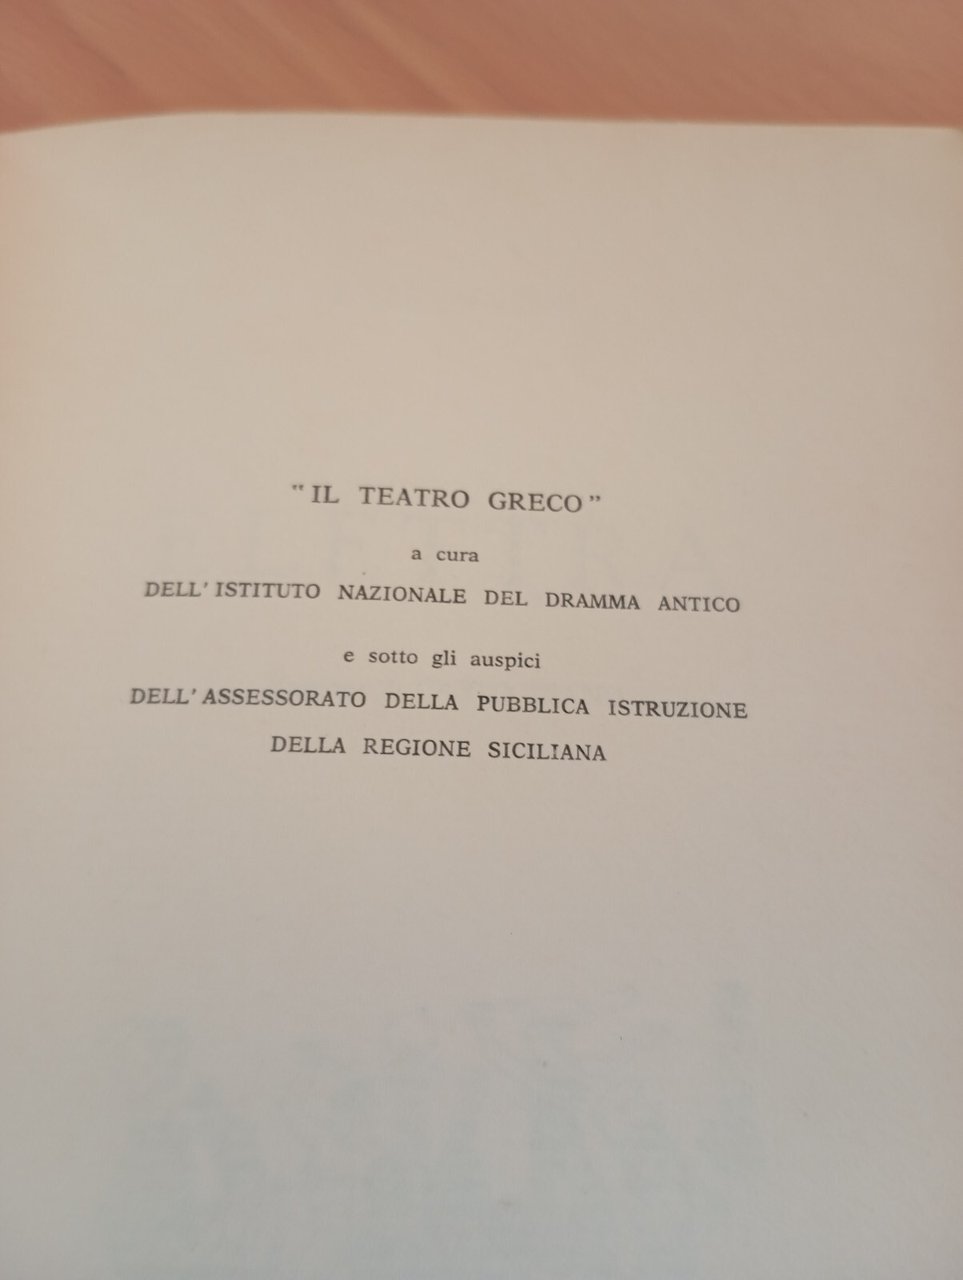 "IL TEATRO GRECO"
a cura
DELL'ISTITUTO NAZIONALE DEL DRAMMA ANTICO
e sotto gli auspici
DELL'ASSESSORATO DELLA PUBBLICA ISTRUZIONE
DELLA REGIONE SICILIANA